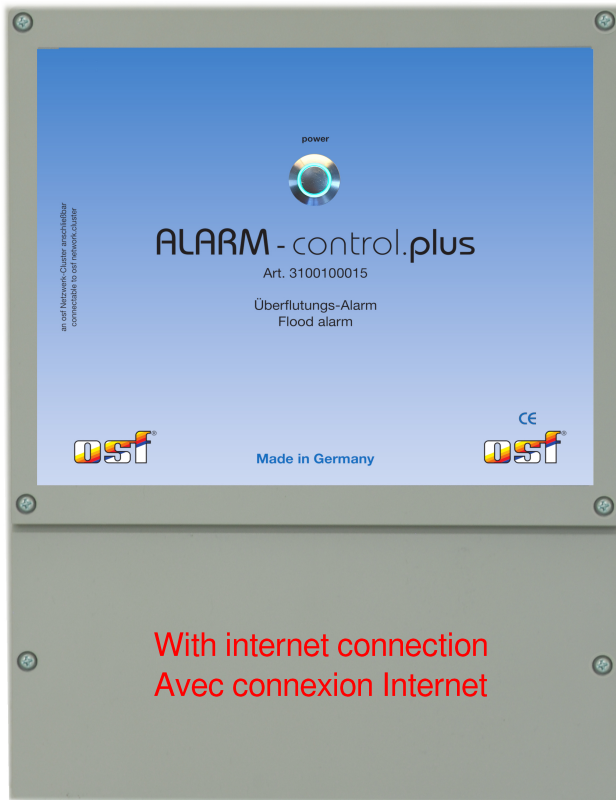 power
ALARM - control.plus
Art. 3100100015
Überflutungs-Alarm
Flood alarm
an osf Netzwerk-Cluster anschließbar
connectable to osf network.cluster
CE
osf®
Made in Germany
osf®
With internet connection
Avec connexion Internet